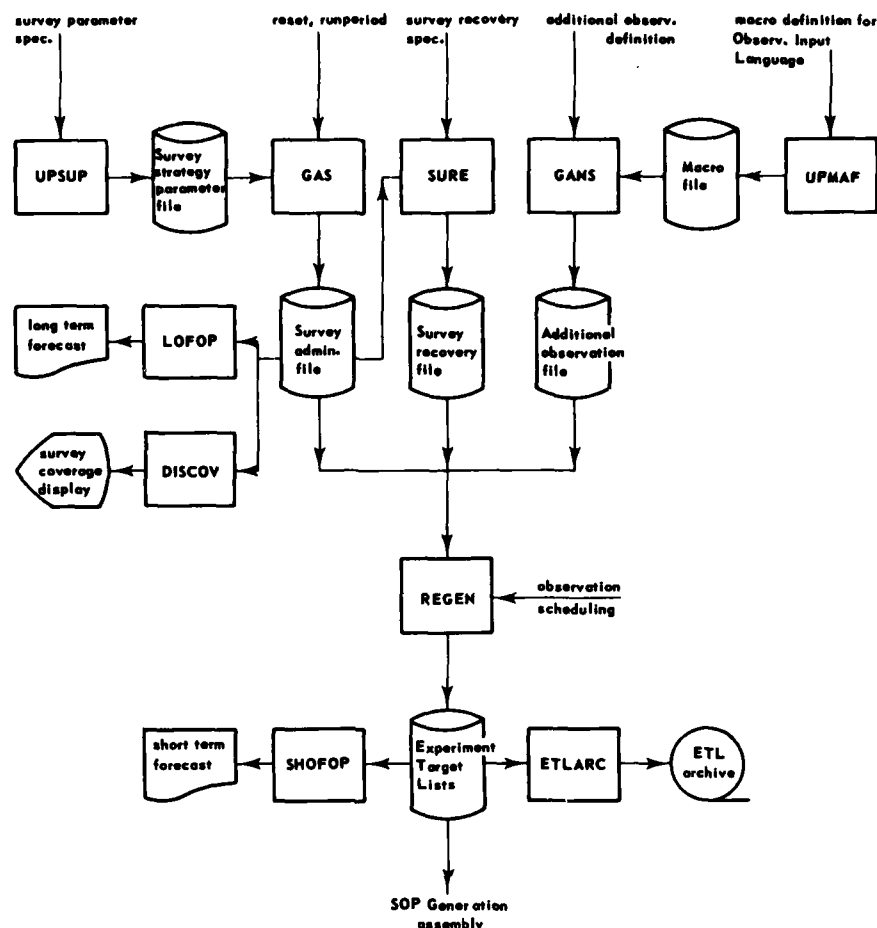 survey parameter
spec.
reset, runperiod
survey recovery
spec.
additional observ.
definition
macro definition for
Observ. Input
Language
UPSUP
Survey
strategy
parameter
file
GAS
SURE
GANS
Macro
file
UPMAF
long term
forecast
LOFOP
Survey
admin.
file
Survey
recovery
file
Additional
observation
file
survey
coverage
display
DISCOV
REGEN
observation
scheduling
short term
forecast
SHOFOP
Experiment
Target
Lists
ETLARC
ETL
archive
SOP Generation
assembly